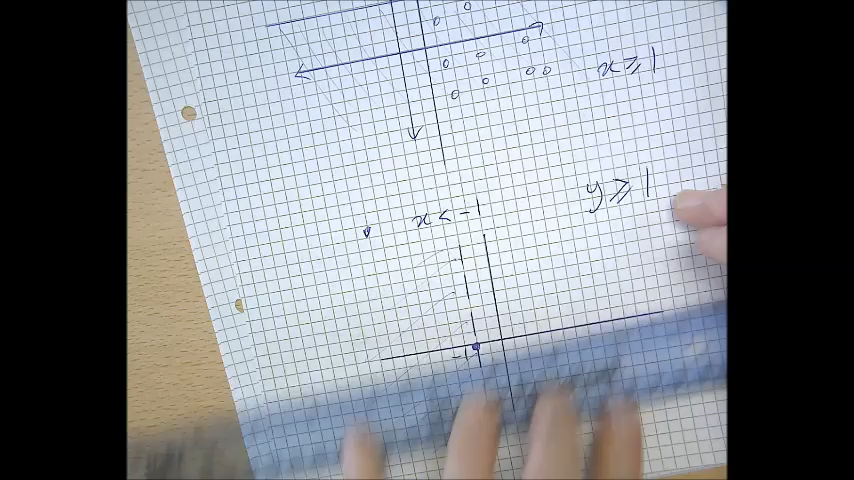 x ≥ 1
y ≥ 1
x < -1
-1